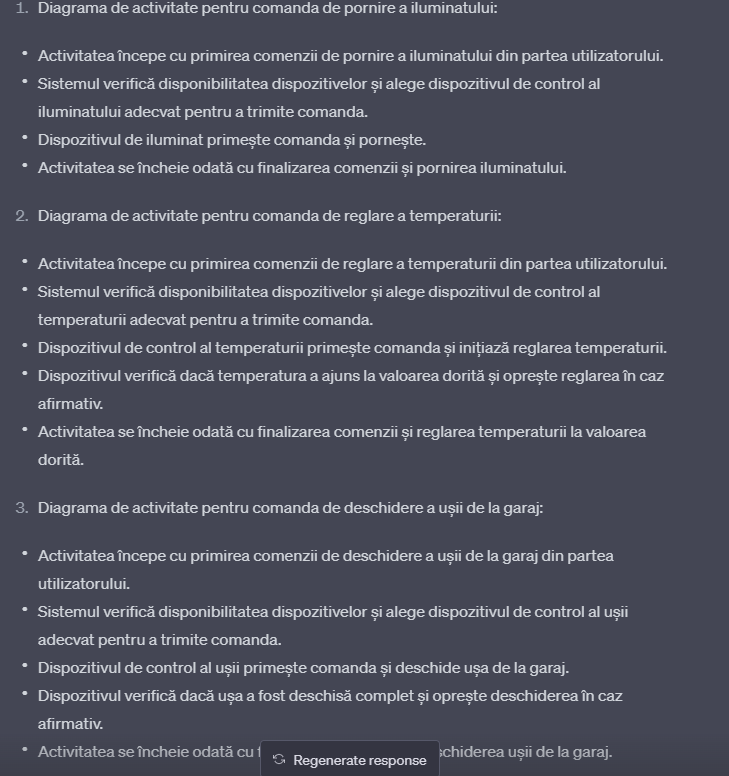 1. Diagrama de activitate pentru comanda de pornire a iluminatului:
• Activitatea începe cu primirea comenzii de pornire a iluminatului din partea utilizatorului.
• Sistemul verifică disponibilitatea dispozitivelor și alege dispozitivul de control al
iluminatului adecvat pentru a trimite comanda.
• Dispozitivul de iluminat primește comanda și pornește.
• Activitatea se încheie odată cu finalizarea comenzii și pornirea iluminatului.
2. Diagrama de activitate pentru comanda de reglare a temperaturii:
• Activitatea începe cu primirea comenzii de reglare a temperaturii din partea utilizatorului.
• Sistemul verifică disponibilitatea dispozitivelor și alege dispozitivul de control al
temperaturii adecvat pentru a trimite comanda.
• Dispozitivul de control al temperaturii primește comanda și inițiază reglarea temperaturii.
• Dispozitivul verifică dacă temperatura a ajuns la valoarea dorită și oprește reglarea în caz
afirmativ.
• Activitatea se încheie odată cu finalizarea comenzii și reglarea temperaturii la valoarea
dorită.
3. Diagrama de activitate pentru comanda de deschidere a ușii de la garaj:
• Activitatea începe cu primirea comenzii de deschidere a ușii de la garaj din partea
utilizatorului.
• Sistemul verifică disponibilitatea dispozitivelor și alege dispozitivul de control al ușii
adecvat pentru a trimite comanda.
• Dispozitivul de control al ușii primește comanda și deschide ușa de la garaj.
• Dispozitivul verifică dacă ușa a fost deschisă complet și oprește deschiderea în caz
afirmativ.
• Activitatea se încheie odată cu schiderea ușii de la garaj.
Regenerate response